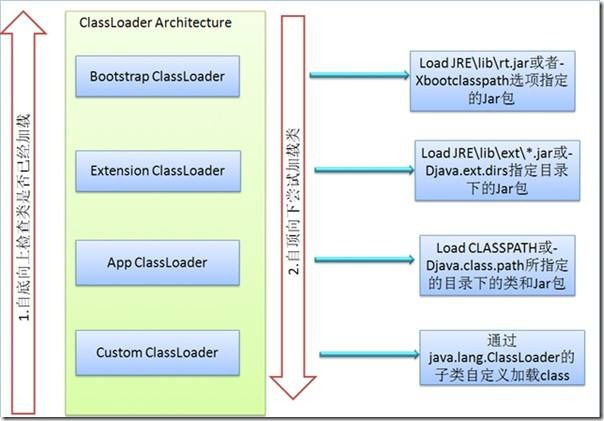 ClassLoader Architecture
Bootstrap ClassLoader
Extension ClassLoader
App ClassLoader
Custom ClassLoader
1.自底向上检查类是否已经加载
2.自顶向下尝试加载类
Load JRE\lib\rt.jar或者-
Xbootclasspath选项指定
的Jar包
Load JRE\lib\ext\*.jar或-
Djava.ext.dirs指定目录
下的Jar包
Load CLASSPATH或-
Djava.class.path所指定
的目录下的类和Jar包
通过
java.lang.ClassLoader的
子类自定义加载class